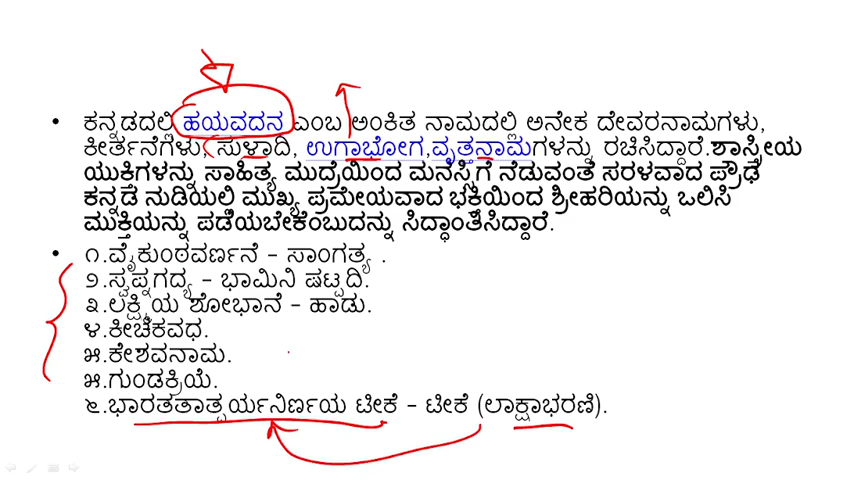 • ಕನ್ನಡದಲ್ಲಿ ಹಯವದನ ಎಂಬ ಅಂಕಿತ ನಾಮದಲ್ಲಿ ಅನೇಕ ದೇವರನಾಮಗಳು,
ಕೀರ್ತನೆಗಳು, ಸುಳಾದಿ, ಉಗಾಭೋಗ,ವೃತ್ತನಾಮಗಳನ್ನು ರಚಿಸಿದ್ದಾರೆ.ಶಾಸ್ತ್ರೀಯ
ಯುಕ್ತಿಗಳನ್ನು ಸಾಹಿತ್ಯ ಮುದ್ರೆಯಿಂದ ಮನಸ್ಸಿಗೆ ನೆಡುವಂತೆ ಸರಳವಾದ ಪ್ರೌಢ
ಕನ್ನಡ ನುಡಿಯಲ್ಲಿ ಮುಖ್ಯ ಪ್ರಮೇಯವಾದ ಭಕ್ತಿಯಿಂದ ಶ್ರೀಹರಿಯನ್ನು ಒಲಿಸಿ
ಮುಕ್ತಿಯನ್ನು ಪಡೆಯಬೇಕೆಂಬುದನ್ನು ಸಿದ್ಧಾಂತಿಸಿದ್ದಾರೆ.
• ೧.ವೈಕುಂಠವರ್ಣನೆ – ಸಾಂಗತ್ಯ .
೨.ಸ್ವಪ್ನಗದ್ಯ – ಭಾಮಿನಿ ಷಟ್ಪದಿ.
೩.ಲಕ್ಷ್ಮಿಯ ಶೋಭಾನೆ – ಹಾಡು.
೪.ಕೀಚಕವಧ.
೫.ಕೇಶವನಾಮ.
೫.ಗುಂಡಕ್ರಿಯೆ.
೬.ಭಾರತತಾತ್ಪರ್ಯನಿರ್ಣಯ ಟೀಕೆ – ಟೀಕೆ (ಲಾಕ್ಷಾಭರಣಿ).